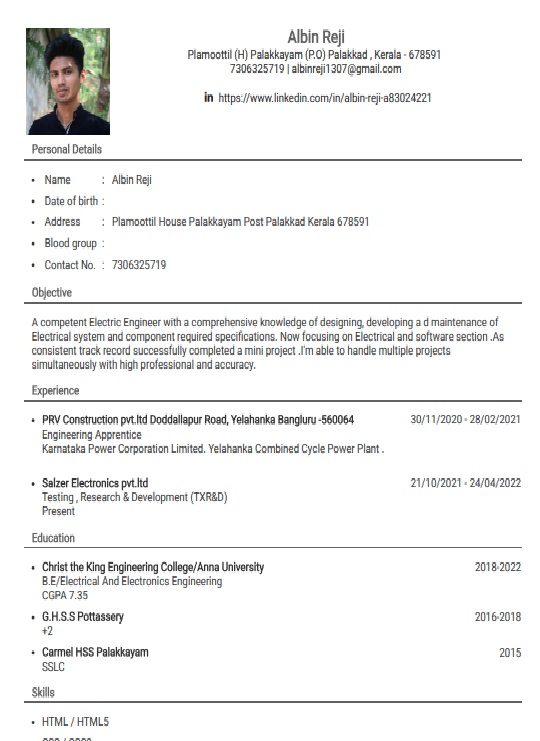 Albin Reji
Plamoottil (H) Palakkayam (P.O) Palakkad , Kerala - 678591
7306325719 | albinreji1307@gmail.com
in https://www.linkedin.com/in/albin-reji-a83024221
Personal Details
• Name : Albin Reji
• Date of birth :
• Address : Plamoottil House Palakkayam Post Palakkad Kerala 678591
• Blood group :
• Contact No. : 7306325719
Objective
A competent Electric Engineer with a comprehensive knowledge of designing, developing a d maintenance of
Electrical system and component required specifications. Now focusing on Electrical and software section .As
consistent track record successfully completed a mini project .I'm able to handle multiple projects
simultaneously with high professional and accuracy.
Experience
• PRV Construction pvt.ltd Doddallapur Road, Yelahanka Bangluru -560064 30/11/2020 - 28/02/2021
Engineering Apprentice
Karnataka Power Corporation Limited. Yelahanka Combined Cycle Power Plant .
• Salzer Electronics pvt.ltd 21/10/2021 - 24/04/2022
Testing , Research & Development (TXR&D)
Present
Education
• Christ the King Engineering College/Anna University 2018-2022
B.E/Electrical And Electronics Engineering
CGPA 7.35
• G.H.S.S Pottassery 2016-2018
+2
• Carmel HSS Palakkayam 2015
SSLC
Skills
• HTML / HTML5